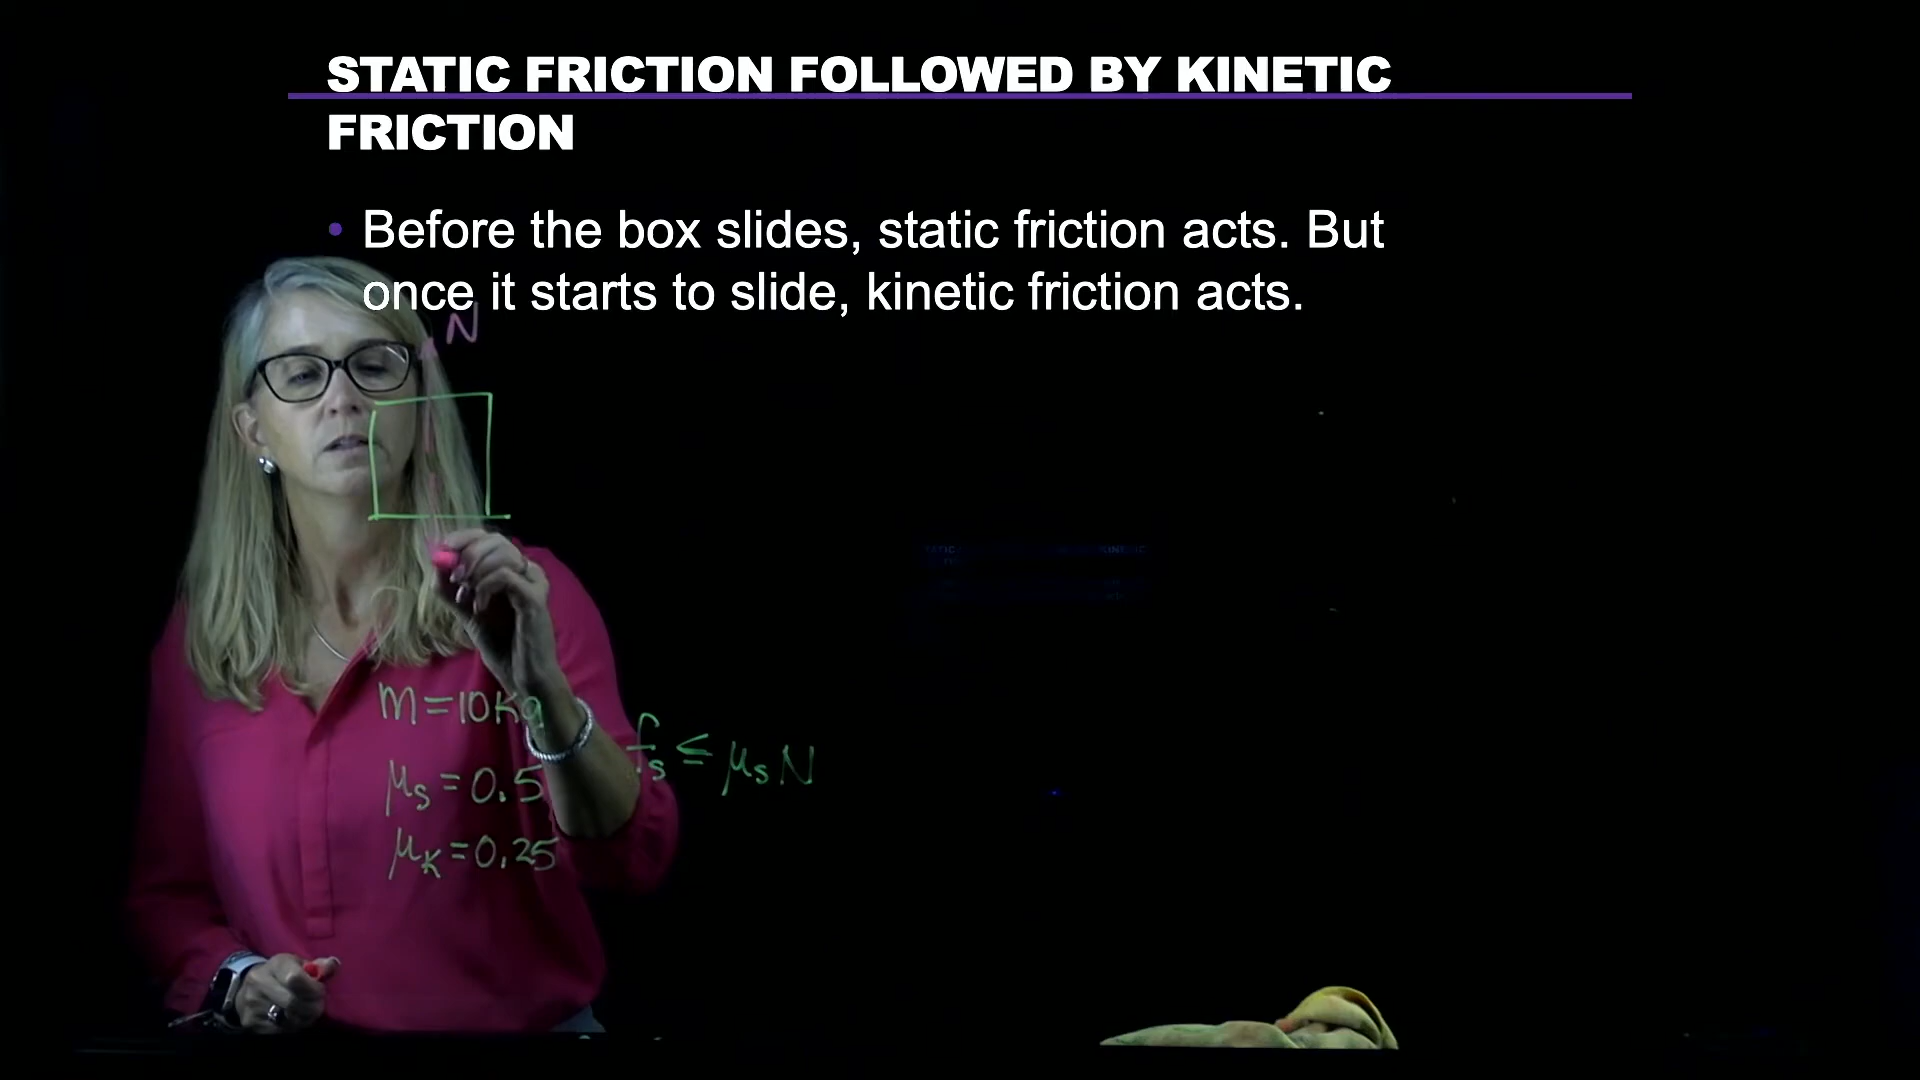 STATIC FRICTION FOLLOWED BY KINETIC
FRICTION
• Before the box slides, static friction acts. But
once it starts to slide, kinetic friction acts.
N
m=10Kg
μs=0.5
fs ≤ μsN
μK=0.25